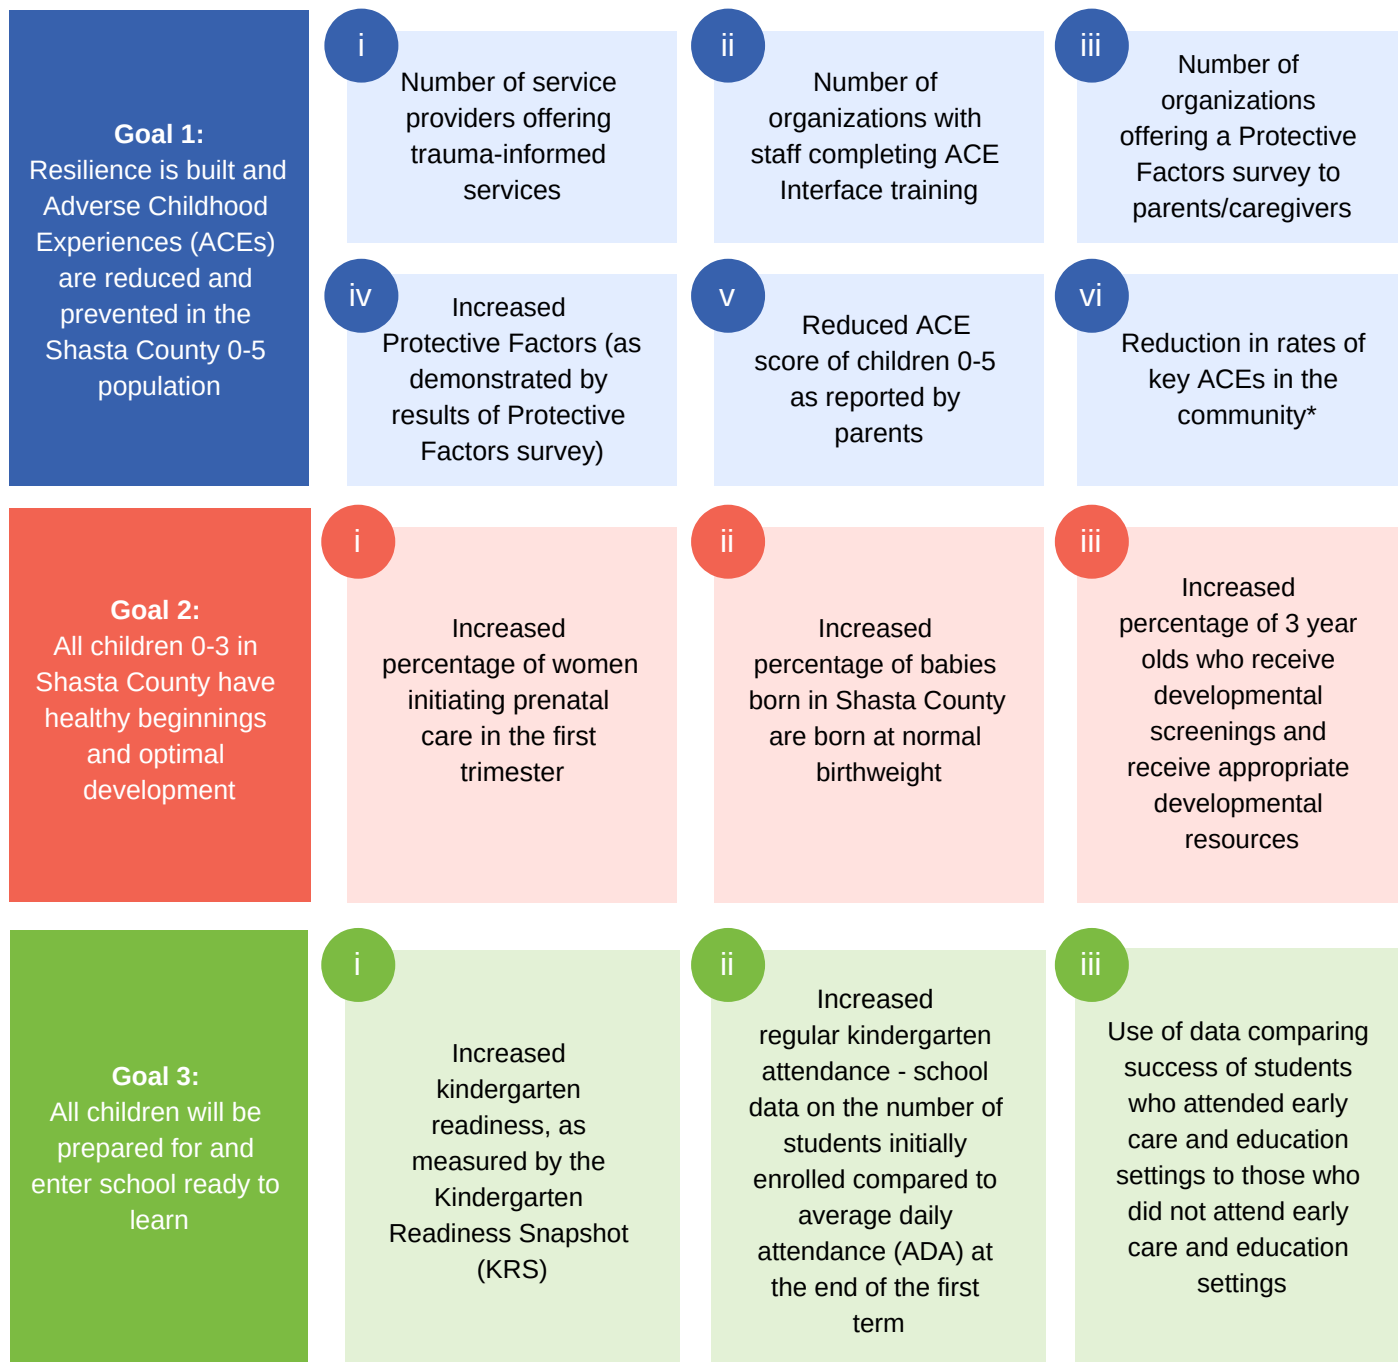 Goal 1:
Resilience is built and
Adverse Childhood
Experiences (ACEs)
are reduced and
prevented in the
Shasta County 0-5
population
i
Number of service
providers offering
trauma-informed
services
ii
Number of
organizations with
staff completing ACE
Interface training
iii
Number of
organizations
offering a Protective
Factors survey to
parents/caregivers
iv
Increased
Protective Factors (as
demonstrated by
results of Protective
Factors survey)
v
Reduced ACE
score of children 0-5
as reported by
parents
vi
Reduction in rates of
key ACEs in the
community*
Goal 2:
All children 0-3 in
Shasta County have
healthy beginnings
and optimal
development
i
Increased
percentage of women
initiating prenatal
care in the first
trimester
ii
Increased
percentage of babies
born in Shasta County
are born at normal
birthweight
iii
Increased
percentage of 3 year
olds who receive
developmental
screenings and
receive appropriate
developmental
resources
Goal 3:
All children will be
prepared for and
enter school ready to
learn
i
Increased
kindergarten
readiness, as
measured by the
Kindergarten
Readiness Snapshot
(KRS)
ii
Increased
regular kindergarten
attendance - school
data on the number of
students initially
enrolled compared to
average daily
attendance (ADA) at
the end of the first
term
iii
Use of data comparing
success of students
who attended early
care and education
settings to those who
did not attend early
care and education
settings